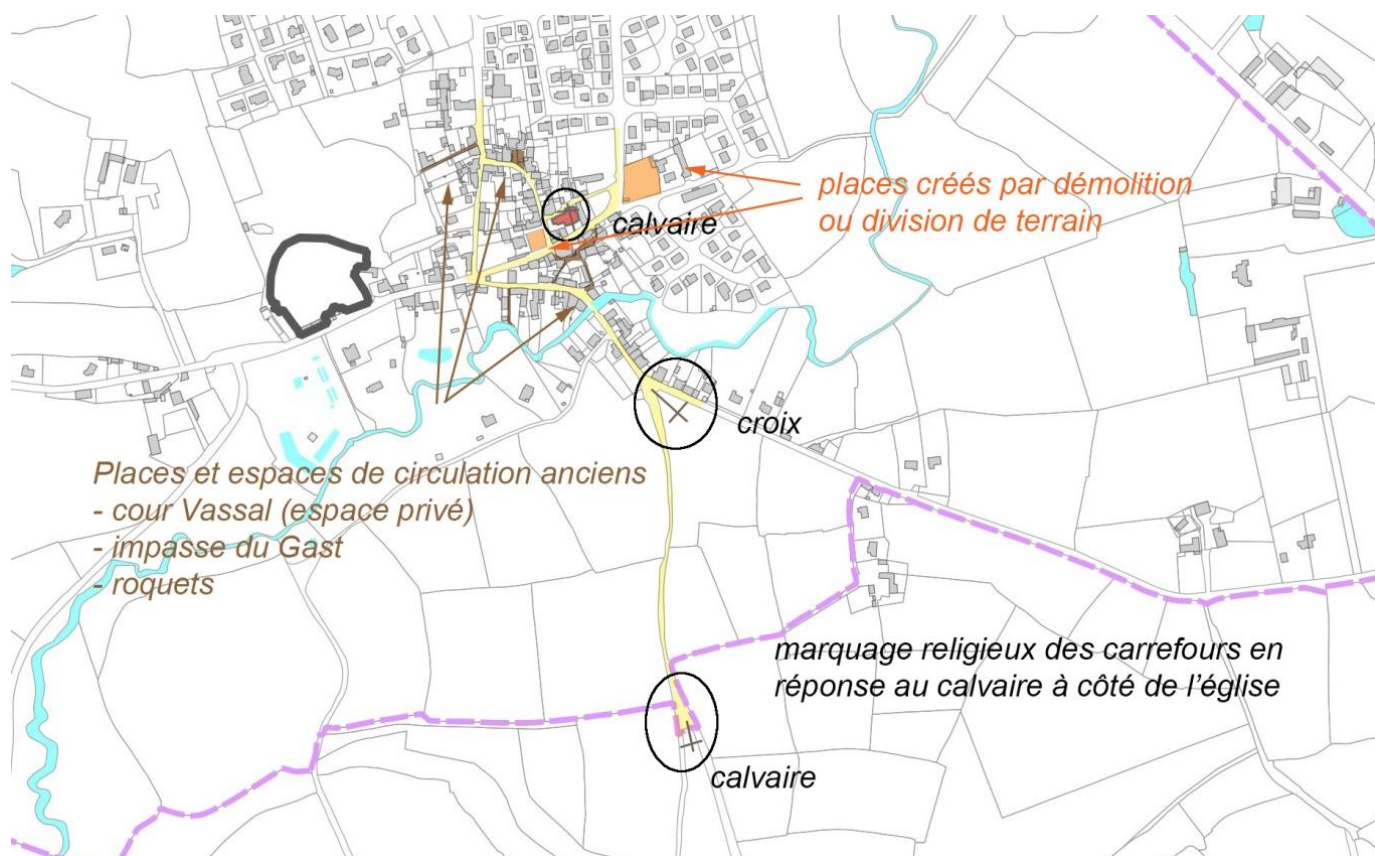 places créés par démolition
ou division de terrain
calvaire
croix
Places et espaces de circulation anciens
- cour Vassal (espace privé)
- impasse du Gast
- roquets
marquage religieux des carrefours en
réponse au calvaire à côté de l'église
calvaire